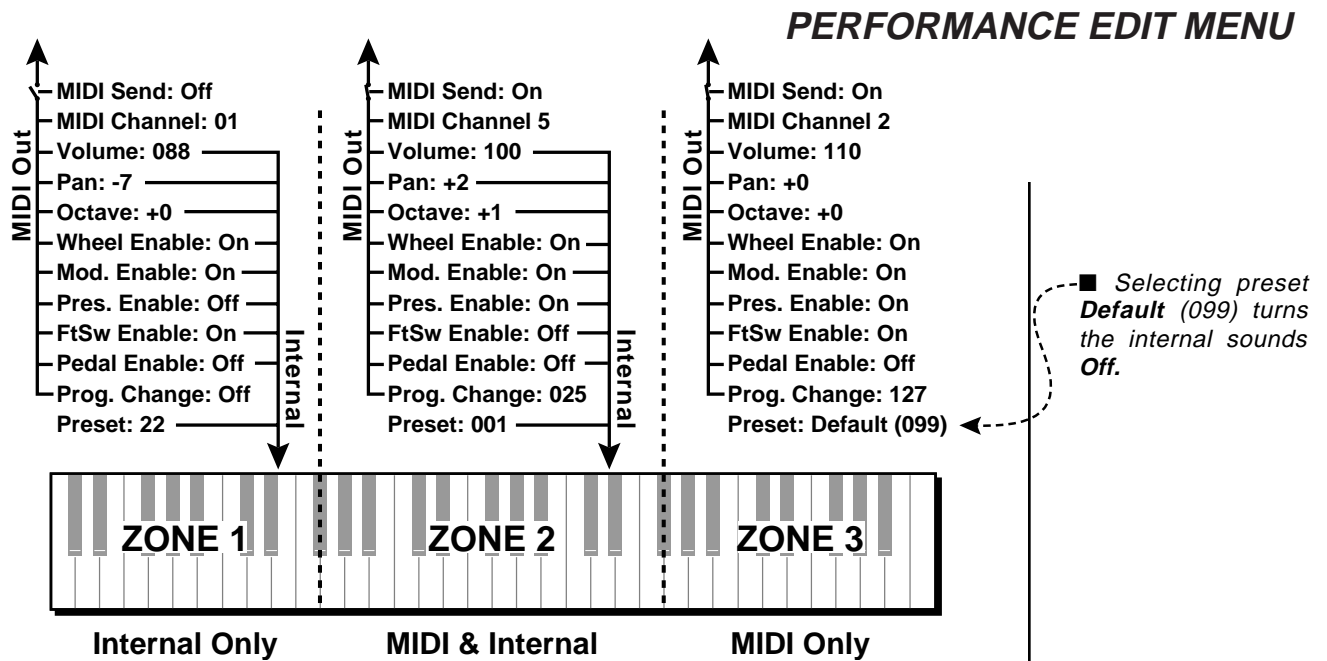 PERFORMANCE EDIT MENU
MIDI Out
MIDI Send: Off
MIDI Channel: 01
Volume: 088
Pan: -7
Octave: +0
Wheel Enable: On
Mod. Enable: On
Pres. Enable: Off
FtSw Enable: On
Pedal Enable: Off
Prog. Change: Off
Preset: 22
Internal
MIDI Out
MIDI Send: On
MIDI Channel 5
Volume: 100
Pan: +2
Octave: +1
Wheel Enable: On
Mod. Enable: On
Pres. Enable: On
FtSw Enable: Off
Pedal Enable: Off
Prog. Change: 025
Preset: 001
Internal
MIDI Out
MIDI Send: On
MIDI Channel 2
Volume: 110
Pan: +0
Octave: +0
Wheel Enable: On
Mod. Enable: On
Pres. Enable: On
FtSw Enable: On
Pedal Enable: Off
Prog. Change: 127
Preset: Default (099)
■ Selecting preset
Default (099) turns
the internal sounds
Off.
ZONE 1
ZONE 2
ZONE 3
Internal Only
MIDI & Internal
MIDI Only